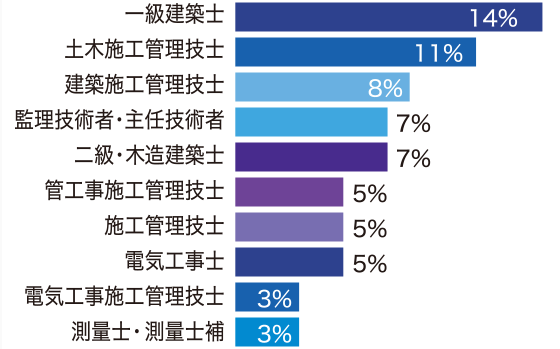 一級建築士 14%
土木施工管理技士 11%
建築施工管理技士 8%
監理技術者・主任技術者 7%
二級・木造建築士 7%
管工事施工管理技士 5%
施工管理技士 5%
電気工事士 5%
電気工事施工管理技士 3%
測量士・測量士補 3%